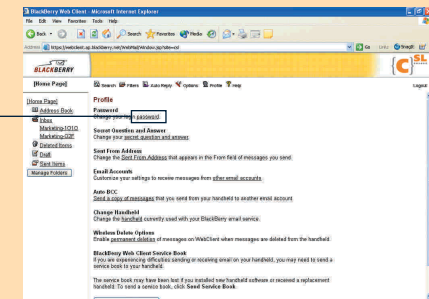 BlackBerry Web Client - Microsoft Internet Explorer
File Edit View Favorites Tools Help
Back Search Favorites Media
Go Links SnagIt
BLACKBERRY
{C}SL
[Home Page]
Search Filters Auto Reply Options Profile Help
Logout
[Home Page]
Address Book
Inbox
Marketing-1010
Deleted Items
Draft
Sent Items
Manage Folders
Profile
Password
Change your login password.
Secret Question and Answer
Change your secret question and answer.
Sent From Address
Change the Sent From Address that appears in the From field of messages you send.
Email Accounts
Customize your settings to receive messages from other email accounts.
Auto BCC
Send a copy of messages that you send from your handheld to another email account.
Change Handheld
Change the handheld currently used with your BlackBerry email service.
Wireless Delete Options
Enable permanent deletion of messages on WebClient when messages are deleted from the handheld.
BlackBerry Web Client Service Book
If you are experiencing difficulties sending or receiving email on your handheld, you may need to send a
service book to your handheld.
The service book may have been lost if you installed new handheld software or received a replacement
handheld. To send a service book, click Send Service Book.